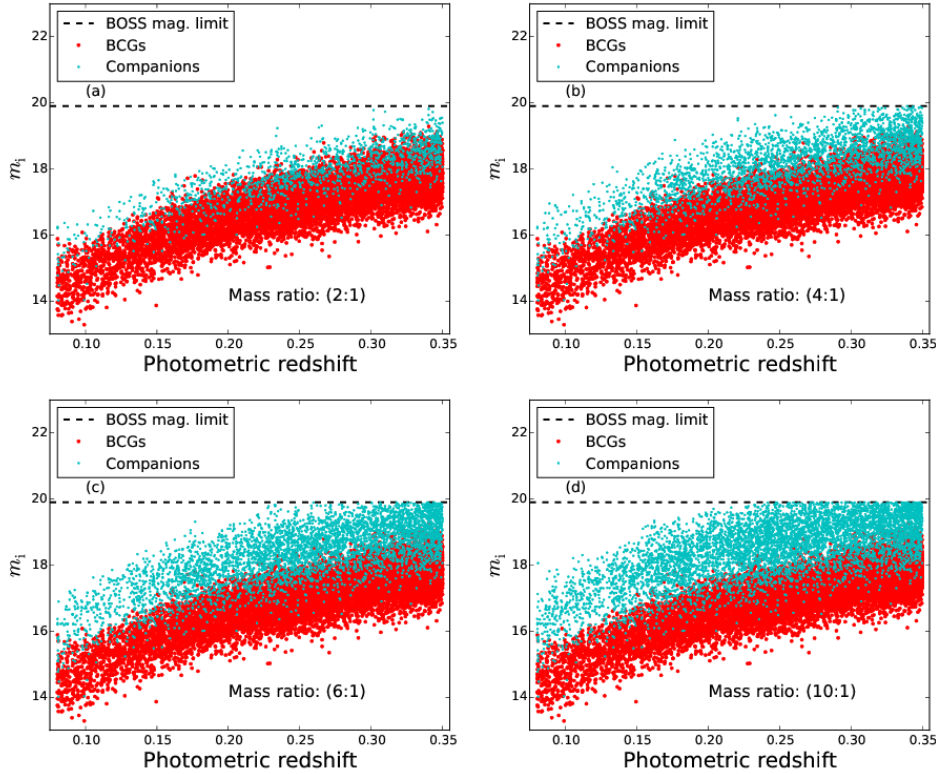 22
20
18
16
14
mi
BOSS mag. limit
BCGs
Companions
(a)
Mass ratio: (2:1)
0.10 0.15 0.20 0.25 0.30 0.35
Photometric redshift
22
20
18
16
14
mi
BOSS mag. limit
BCGs
Companions
(b)
Mass ratio: (4:1)
0.10 0.15 0.20 0.25 0.30 0.35
Photometric redshift
22
20
18
16
14
mi
BOSS mag. limit
BCGs
Companions
(c)
Mass ratio: (6:1)
0.10 0.15 0.20 0.25 0.30 0.35
Photometric redshift
22
20
18
16
14
mi
BOSS mag. limit
BCGs
Companions
(d)
Mass ratio: (10:1)
0.10 0.15 0.20 0.25 0.30 0.35
Photometric redshift